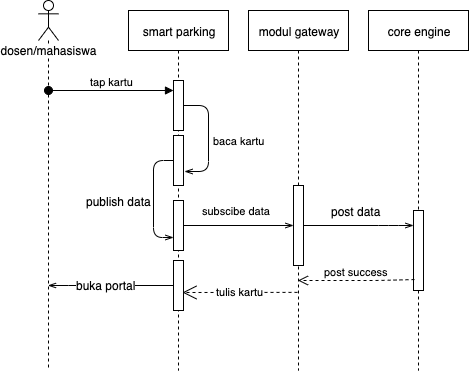 dosen/mahasiswa
smart parking
modul gateway
core engine
tap kartu
baca kartu
publish data
subscibe data
post data
post success
buka portal
tulis kartu